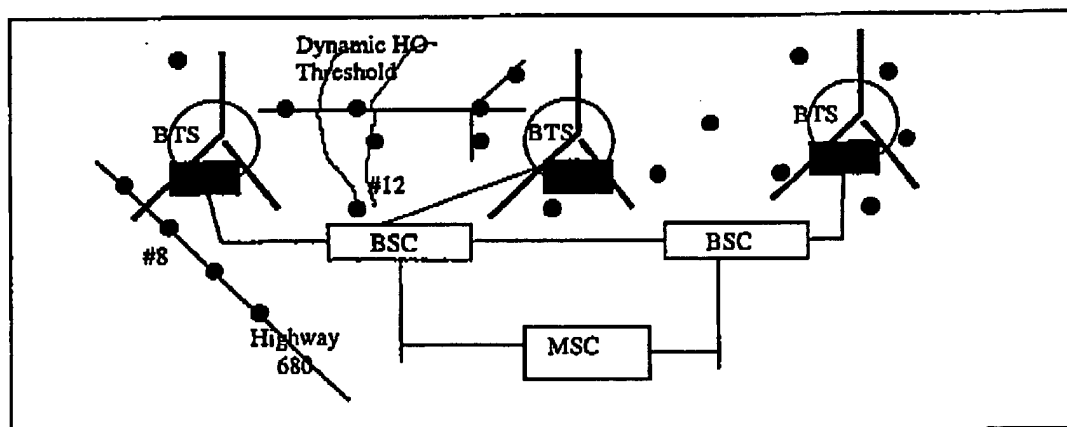 Dynamic HO
Threshold
BTS
BTS
BTS
#12
BSC
BSC
#8
MSC
Highway
680